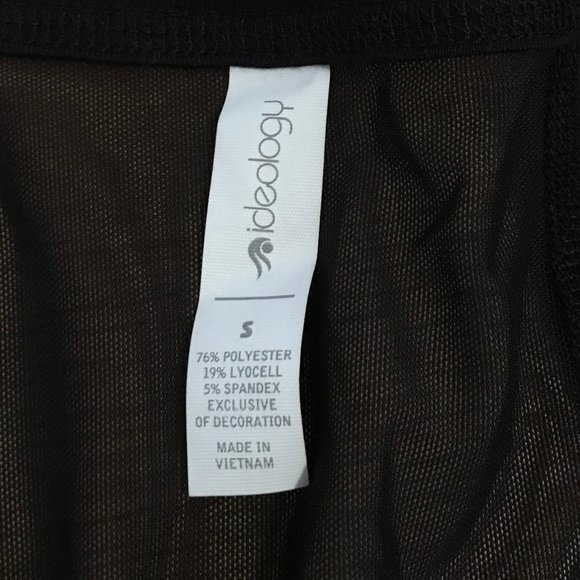 ideology
S
76% POLYESTER
19% LYOCELL
5% SPANDEX
EXCLUSIVE
OF DECORATION
MADE IN
VIETNAM